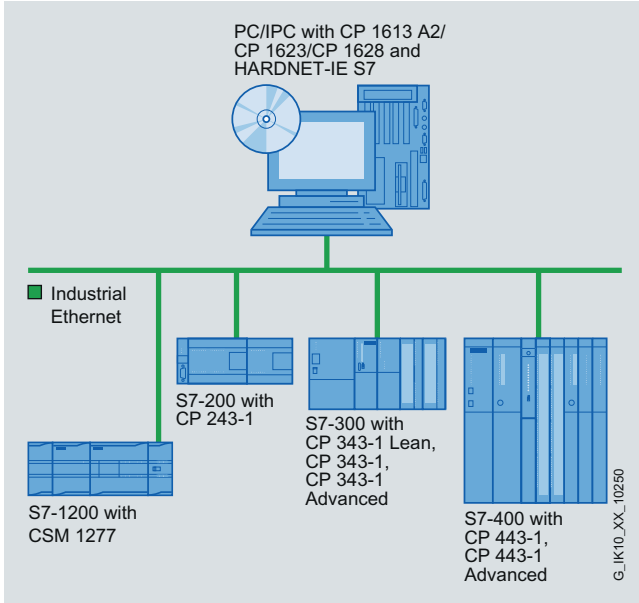 PC/IPC with CP 1613 A2/
CP 1623/CP 1628 and
HARDNET-IE S7
Industrial
Ethernet
S7-200 with
CP 243-1
S7-300 with
CP 343-1 Lean,
CP 343-1,
CP 343-1
Advanced
S7-1200 with
CSM 1277
S7-400 with
CP 443-1,
CP 443-1
Advanced
G_IK10_XX_10250